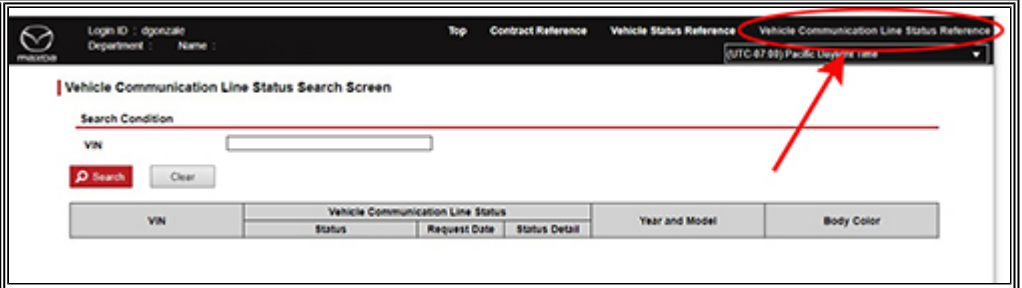 Login ID : dgonzale
Top Contract Reference Vehicle Status Reference Vehicle Communication Line Status Reference
Department : Name :
mazda
(UTC-07:00) Pacific Daylight Time
Vehicle Communication Line Status Search Screen
Search Condition
VIN
Search Clear
VIN Vehicle Communication Line Status Year and Model Body Color
Status Request Date Status Detail